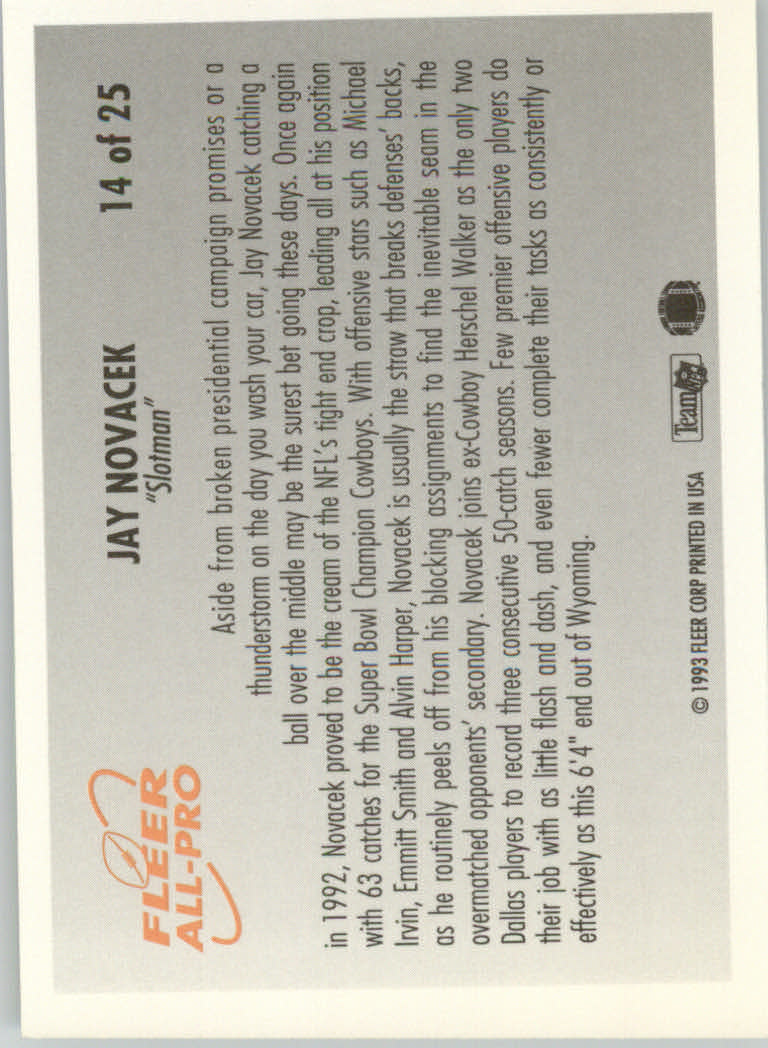 FLEER
ALL-PRO
JAY NOVACEK
14 of 25
"Slotman"
Aside from broken presidential campaign promises or a
thunderstorm on the day you wash your car, Jay Novacek catching a
ball over the middle may be the surest bet going these days. Once again
in 1992, Novacek proved to be the cream of the NFL's tight end crop, leading all at his position
with 63 catches for the Super Bowl Champion Cowboys. With offensive stars such as Michael
Irvin, Emmitt Smith and Alvin Harper, Novacek is usually the straw that breaks defenses' backs,
as he routinely peels off from his blocking assignments to find the inevitable seam in the
overmatched opponents' secondary. Novacek joins ex-Cowboy Herschel Walker as the only two
Dallas players to record three consecutive 50-catch seasons. Few premier offensive players do
their job with as little flash and dash, and even fewer complete their tasks as consistently or
effectively as this 6'4" end out of Wyoming.
© 1993 FLEER CORP PRINTED IN USA
Team NFL